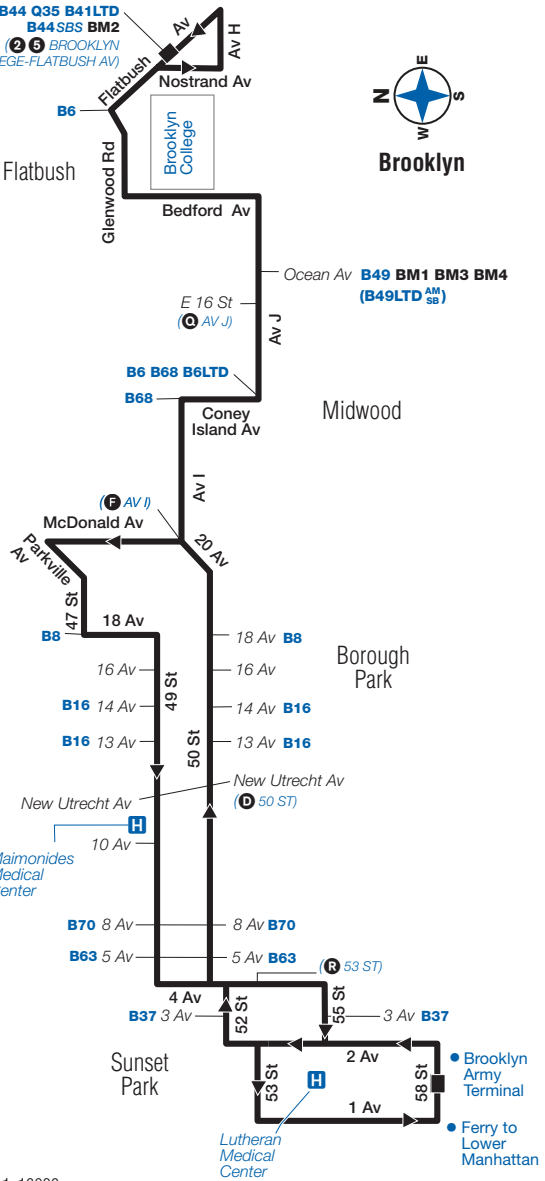 B44 Q35 B41LTD
B44SBS BM2
(2 5 BROOKLYN
EGE-FLATBUSH AV)
Flatbush Av
Av H
Nostrand Av
B6
Flatbush
Glenwood Rd
Brooklyn
College
N
E
S
W
Brooklyn
Bedford Av
Ocean Av B49 BM1 BM3 BM4
(B49LTD AM SB)
E 16 St
(Q AV J)
Av J
B6 B68 B6LTD
B68
Coney
Island Av
Midwood
Av I
(F AV I)
McDonald Av
20 Av
Parkville
Av
47 St
18 Av
B8
18 Av B8
16 Av
16 Av
Borough
Park
49 St
B16 14 Av
14 Av B16
B16 13 Av
13 Av B16
50 St
New Utrecht Av
(D 50 ST)
New Utrecht Av
H
10 Av
Maimonides
Medical
Center
B70 8 Av
8 Av B70
B63 5 Av
5 Av B63
(R 53 ST)
4 Av
B37 3 Av
52 St
55 St
3 Av B37
2 Av
Sunset
Park
53 St
H
58 St
1 Av
Brooklyn
Army
Terminal
Ferry to
Lower
Manhattan
Lutheran
Medical
Center